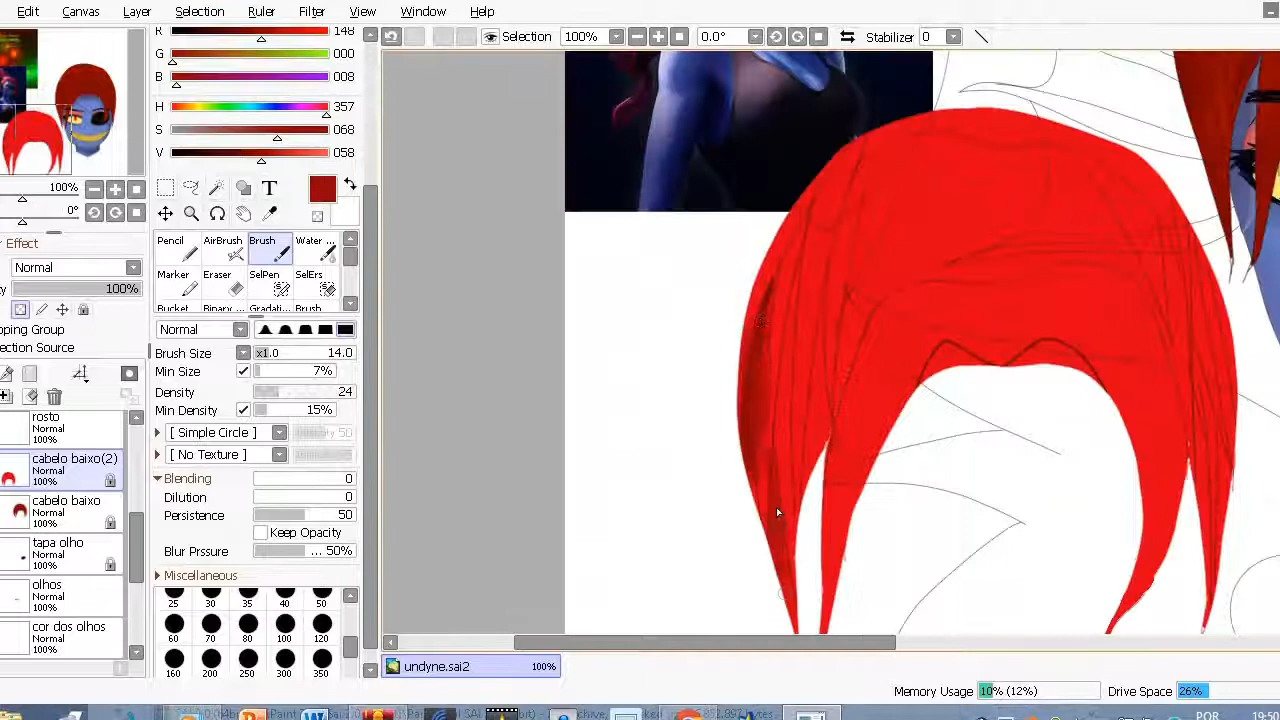 Edit Canvas Layer Selection Ruler Filter View Window
R 148
G 000
B 008
H 357
S 068
V 058
Selection 100% 0.0° Stabilizer 0
100%
0°
T
Effect
Normal
100%
Pencil AirBrush Brush Water ...
Marker Eraser SelPen SelErs
Bucket Binary Gradati... Brush
Normal
Brush Size x1.0 14.0
Min Size 7%
Density 24
Min Density 15%
[ Simple Circle ] 50
[ No Texture ]
Blending 0
Dilution 0
Persistence 50
Keep Opacity
Blur Prssure ... 50%
Miscellaneous
25 30 35 40 50
60 70 80 100 120
160 200 250 300 350
rosto
Normal
100%
cabelo baixo(2)
Normal
100%
cabelo baixo
Normal
100%
tapa olho
Normal
100%
olhos
Normal
100%
cor dos olhos
Normal
100%
undyne.sai2 100%
Memory Usage 10% (12%) Drive Space 26%
POR 19:50